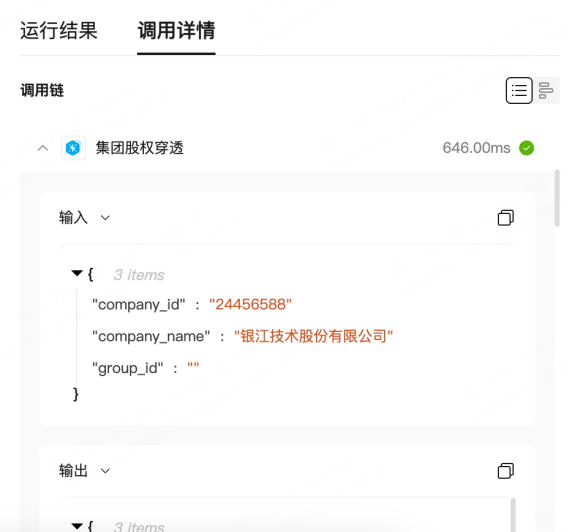 运行结果 调用详情
调用链
集团股权穿透 646.00ms
输入
{ 3 items
"company_id" : "24456588"
"company_name" : "银江技术股份有限公司"
"group_id" : ""
}
输出
{ 3 items